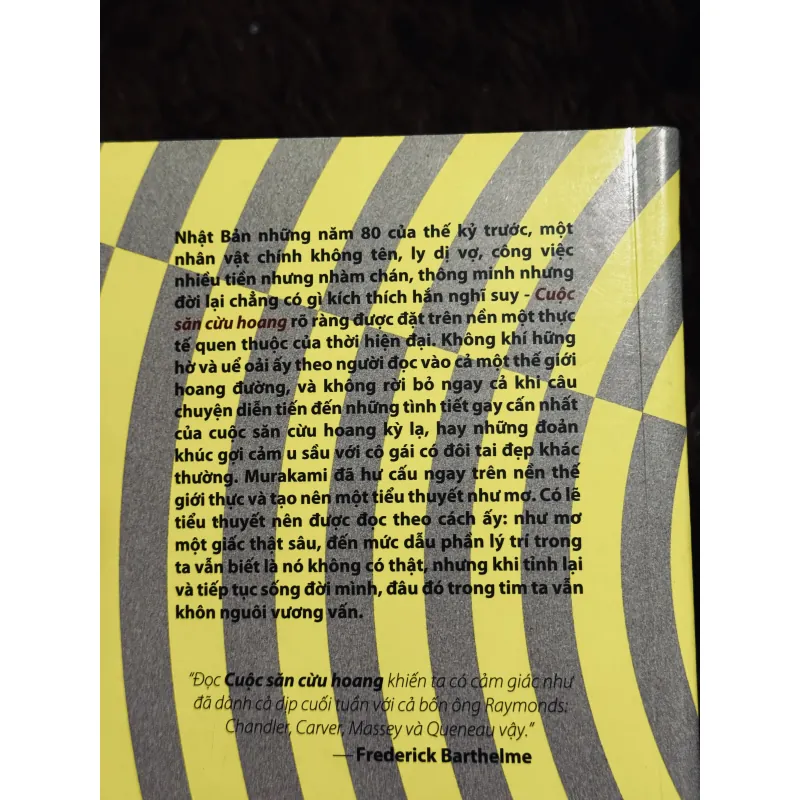 Nhật Bản những năm 80 của thế kỷ trước, một
nhân vật chính không tên, ly dị vợ, công việc
nhiều tiền nhưng nhàm chán, thông minh nhưng
đời lại chẳng có gì kích thích hắn nghĩ suy - Cuộc
săn cừu hoang rõ ràng được đặt trên nền một thực
tế quen thuộc của thời hiện đại. Không khí hững
hờ và uể oải ấy theo người đọc vào cả một thế giới
hoang đường, và không rời bỏ ngay cả khi câu
chuyện diễn tiến đến những tình tiết gay cấn nhất
của cuộc săn cừu hoang kỳ lạ, hay những đoản
khúc gợi cảm u sầu với cô gái có đôi tai đẹp khác
thường. Murakami đã hư cấu ngay trên nền thế
giới thực và tạo nên một tiểu thuyết như mơ. Có lẽ
tiểu thuyết nên được đọc theo cách ấy: như mơ
một giấc thật sâu, đến mức dẫu phần lý trí trong
ta vẫn biết là nó không có thật, nhưng khi tỉnh lại
và tiếp tục sống đời mình, đâu đó trong tim ta vẫn
khôn nguôi vương vấn.
"Đọc Cuộc săn cừu hoang khiến ta có cảm giác như
đã dành cả dịp cuối tuần với cả bốn ông Raymonds:
Chandler, Carver, Massey và Queneau vậy."
— Frederick Barthelme